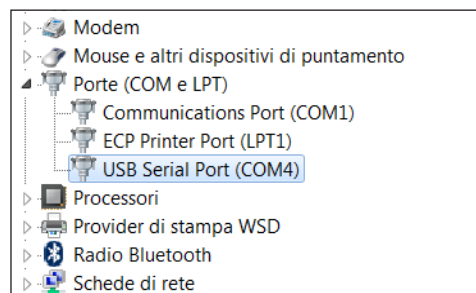 Modem
Mouse e altri dispositivi di puntamento
Porte (COM e LPT)
Communications Port (COM1)
ECP Printer Port (LPT1)
USB Serial Port (COM4)
Processori
Provider di stampa WSD
Radio Bluetooth
Schede di rete